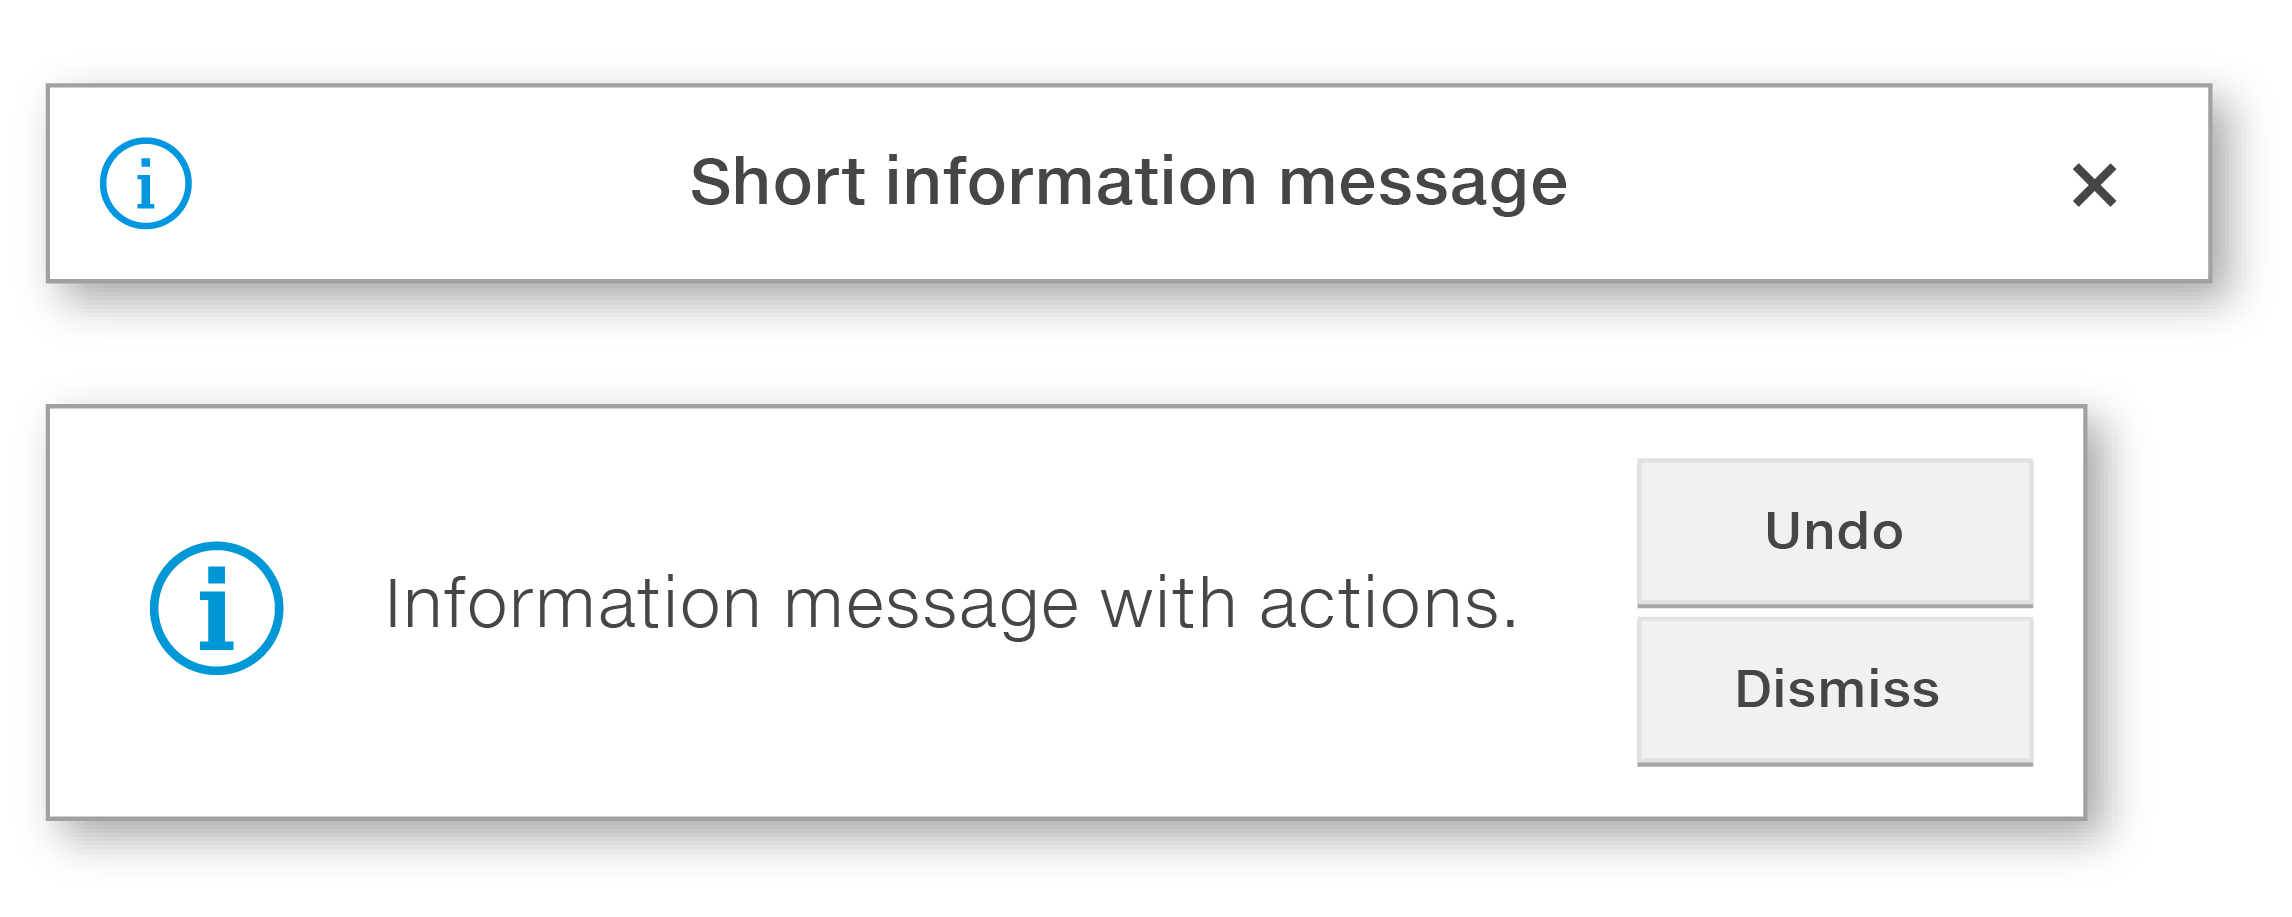 Short information message
Information message with actions.
Undo
Dismiss